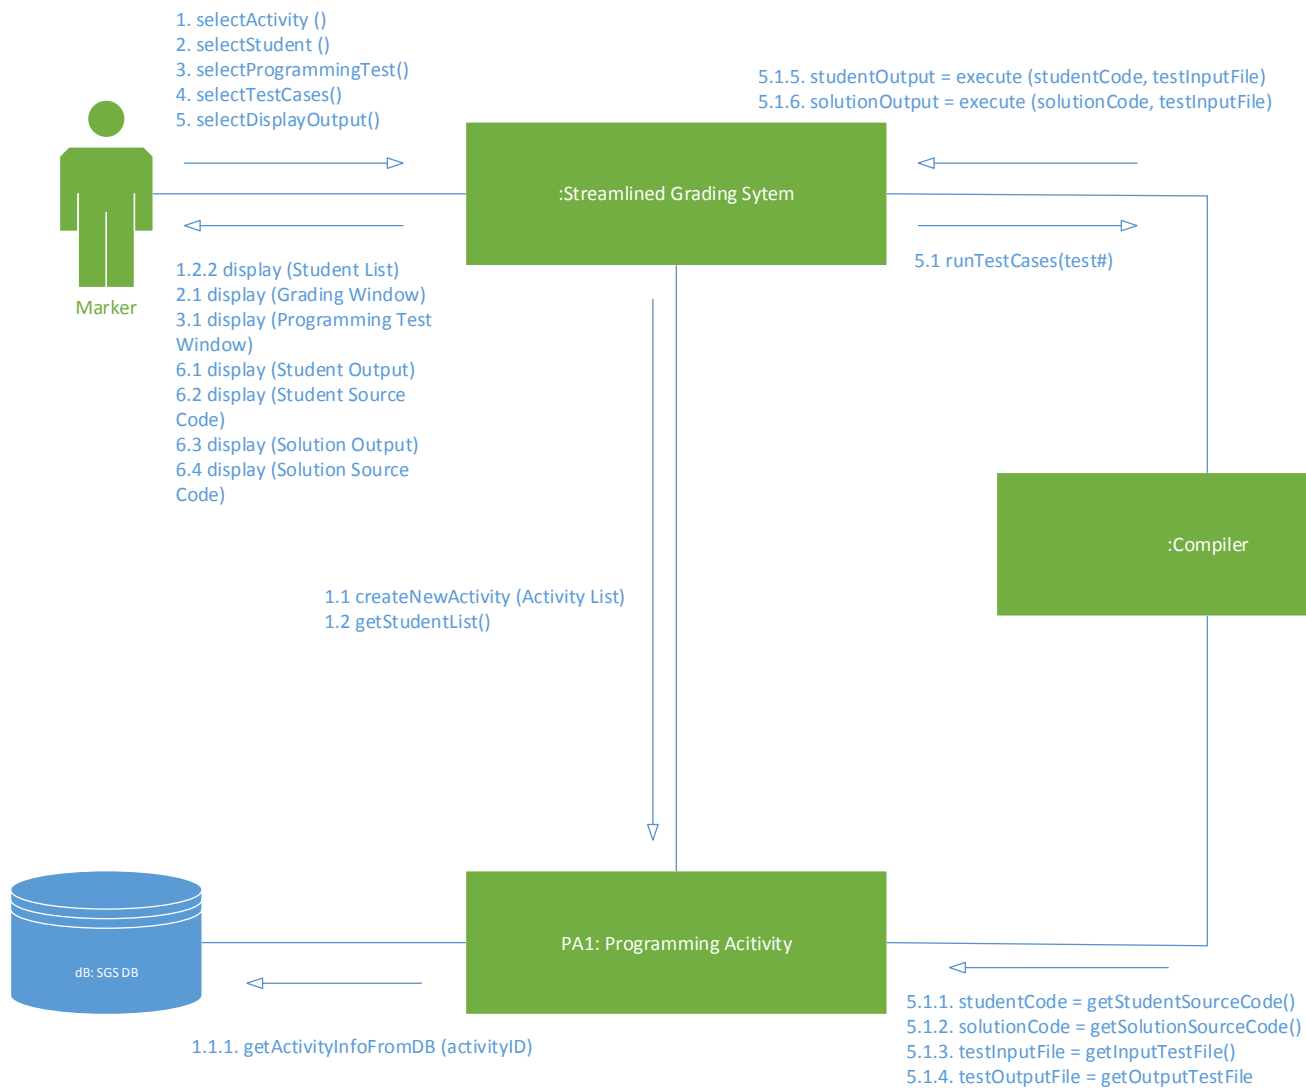 1. selectActivity ()
2. selectStudent ()
3. selectProgrammingTest()
4. selectTestCases()
5. selectDisplayOutput()
5.1.5. studentOutput = execute (studentCode, testInputFile)
5.1.6. solutionOutput = execute (solutionCode, testInputFile)
:Streamlined Grading Sytem
Marker
1.2.2 display (Student List)
2.1 display (Grading Window)
3.1 display (Programming Test
Window)
6.1 display (Student Output)
6.2 display (Student Source
Code)
6.3 display (Solution Output)
6.4 display (Solution Source
Code)
5.1 runTestCases(test#)
:Compiler
1.1 createNewActivity (Activity List)
1.2 getStudentList()
dB: SGS DB
PA1: Programming Acitivity
1.1.1. getActivityInfoFromDB (activityID)
5.1.1. studentCode = getStudentSourceCode()
5.1.2. solutionCode = getSolutionSourceCode()
5.1.3. testInputFile = getInputTestFile()
5.1.4. testOutputFile = getOutputTestFile